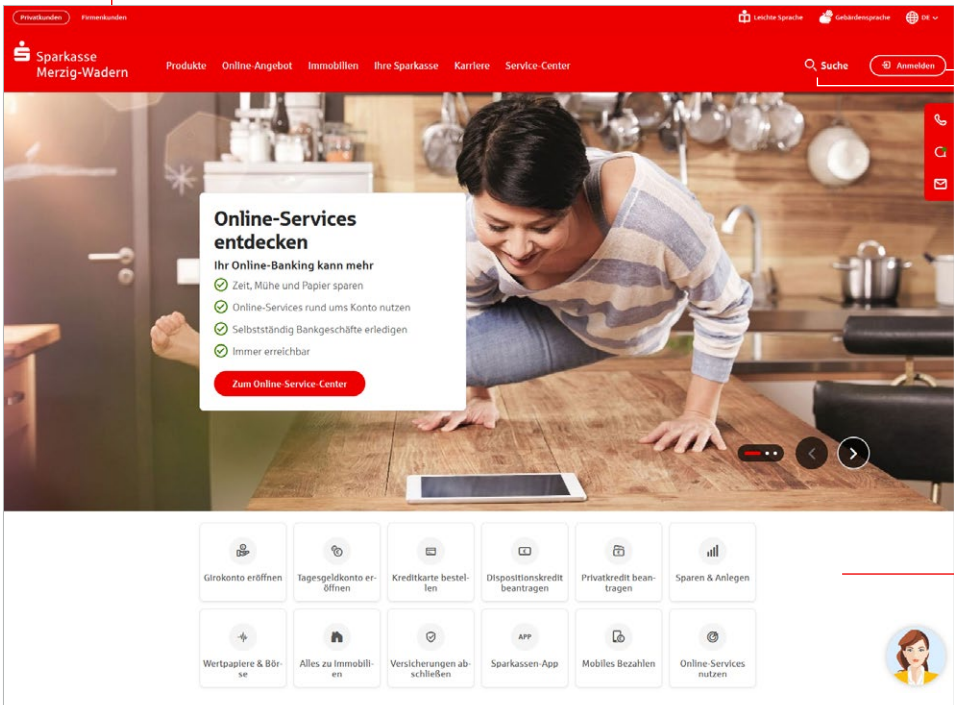 Privatkunden Firmenkunden Leichte Sprache Gebärdensprache DE
Sparkasse
Merzig-Wadern
Produkte Online-Angebot Immobilien Ihre Sparkasse Karriere Service-Center Suche Anmelden
Online-Services
entdecken
Ihr Online-Banking kann mehr
Zeit, Mühe und Papier sparen
Online-Services rund ums Konto nutzen
Selbstständig Bankgeschäfte erledigen
Immer erreichbar
Zum Online-Service-Center
Girokonto eröffnen
Tagesgeldkonto er-
öffnen
Kreditkarte bestel-
len
Dispositionskredit
beantragen
Privatkredit bean-
tragen
Sparen & Anlegen
Wertpapiere & Bör-
se
Alles zu Immobili-
en
Versicherungen ab-
schließen
APP
Sparkassen-App
Mobiles Bezahlen
Online-Services
nutzen